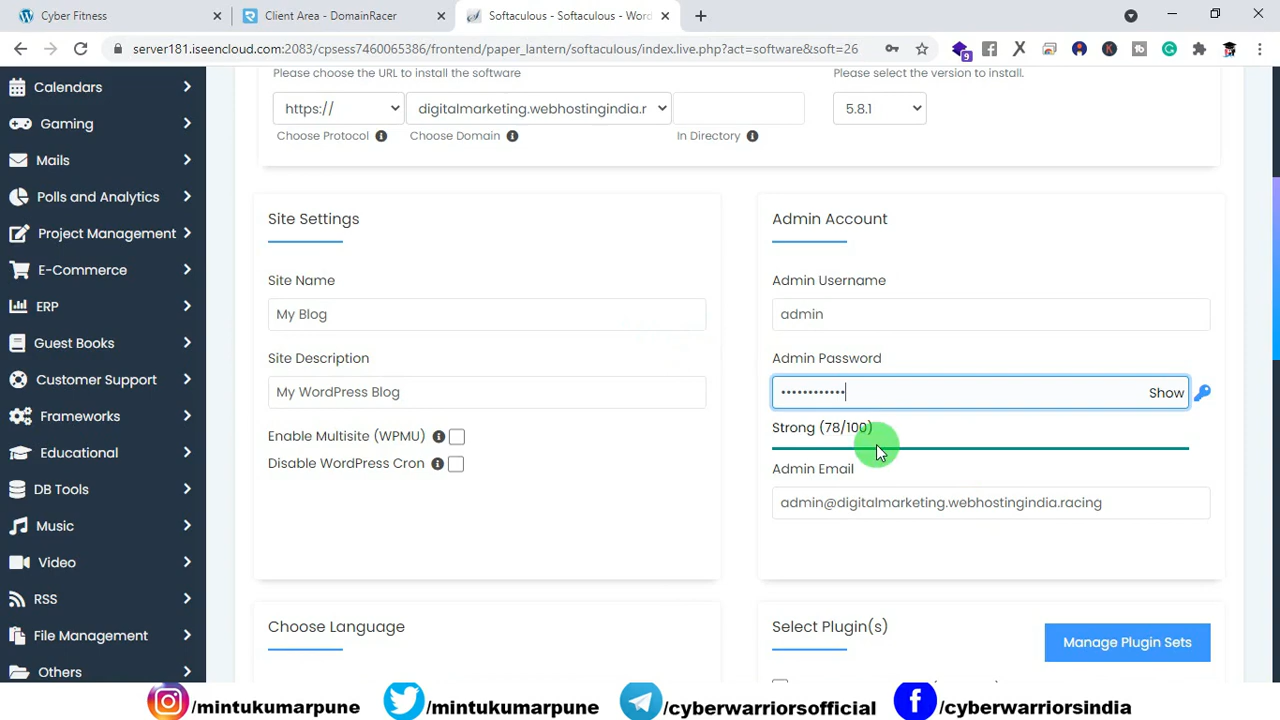 Cyber Fitness
Client Area - DomainRacer
Softaculous - Softaculous - Word
server181.iseencloud.com:2083/cpsess7460065386/frontend/paper_lantern/softaculous/index.live.php?act=software&soft=26
9
Calendars
Gaming
Mails
Polls and Analytics
Project Management
E-Commerce
ERP
Guest Books
Customer Support
Frameworks
Educational
DB Tools
Music
Video
RSS
File Management
Others
Please choose the URL to install the software
https://
digitalmarketing.webhostingindia.r
Choose Protocol
Choose Domain
In Directory
Please select the version to install.
5.8.1
Site Settings
Site Name
My Blog
Site Description
My WordPress Blog
Enable Multisite (WPMU)
Disable WordPress Cron
Admin Account
Admin Username
admin
Admin Password
••••••••••••
Show
Strong (78/100)
Admin Email
admin@digitalmarketing.webhostingindia.racing
Choose Language
Select Plugin(s)
Manage Plugin Sets
/mintukumarpune
/mintukumarpune
/cyberwarriorsofficial
/cyberwarriorsindia